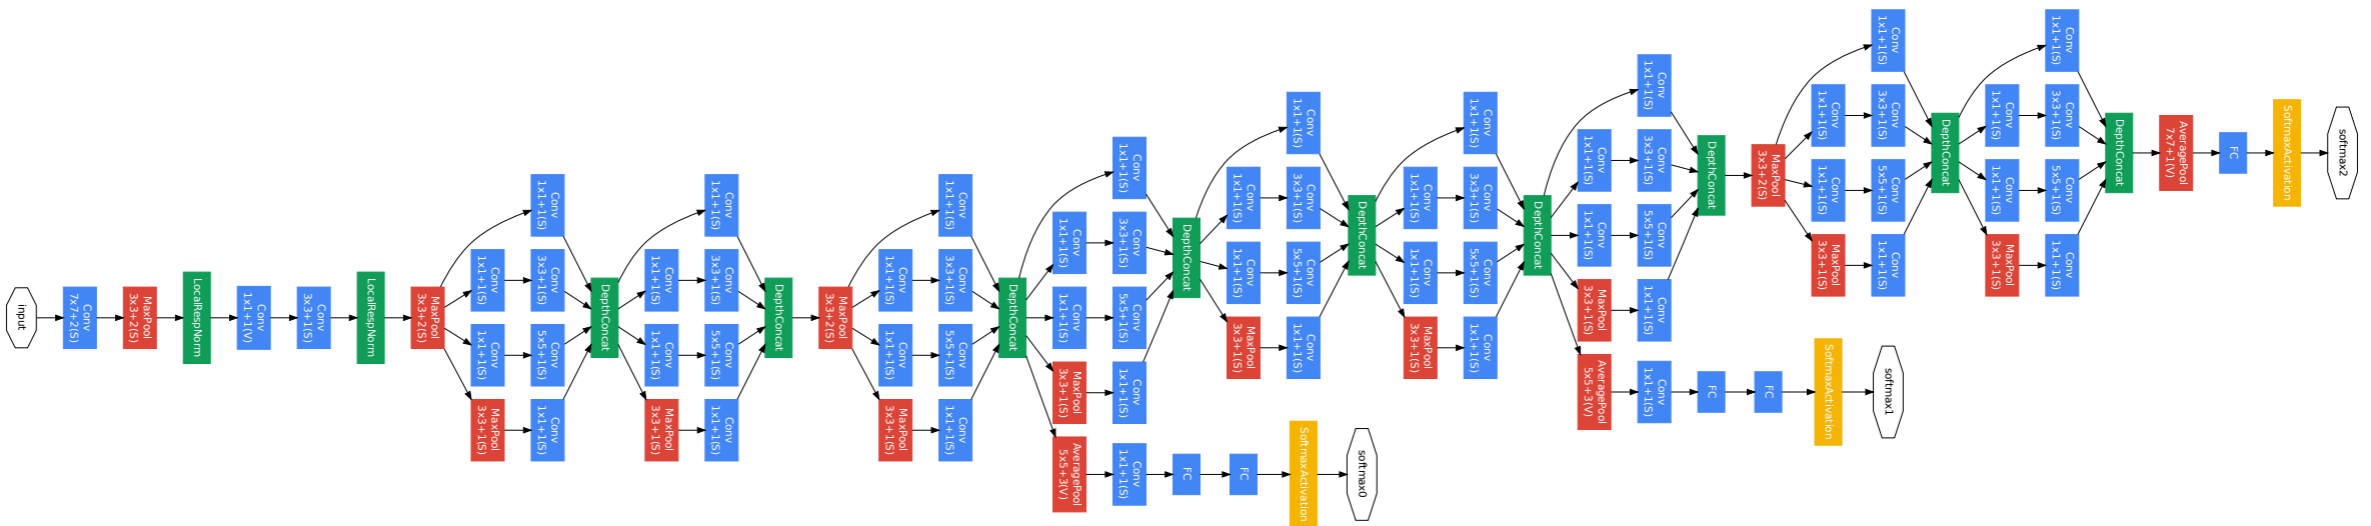 input
Conv
7x7+2(S)
MaxPool
3x3+2(S)
LocalRespNorm
Conv
1x1+1(V)
Conv
3x3+1(S)
LocalRespNorm
MaxPool
3x3+2(S)
Conv
1x1+1(S)
Conv
1x1+1(S)
MaxPool
3x3+1(S)
Conv
1x1+1(S)
Conv
3x3+1(S)
Conv
5x5+1(S)
Conv
1x1+1(S)
DepthConcat
Conv
1x1+1(S)
Conv
1x1+1(S)
MaxPool
3x3+1(S)
Conv
1x1+1(S)
Conv
3x3+1(S)
Conv
5x5+1(S)
Conv
1x1+1(S)
DepthConcat
MaxPool
3x3+2(S)
Conv
1x1+1(S)
Conv
1x1+1(S)
MaxPool
3x3+1(S)
Conv
1x1+1(S)
Conv
3x3+1(S)
Conv
5x5+1(S)
Conv
1x1+1(S)
DepthConcat
Conv
1x1+1(S)
Conv
1x1+1(S)
MaxPool
3x3+1(S)
AveragePool
5x5+3(V)
Conv
1x1+1(S)
Conv
3x3+1(S)
Conv
5x5+1(S)
Conv
1x1+1(S)
Conv
1x1+1(S)
DepthConcat
FC
FC
SoftmaxActivation
softmax0
Conv
1x1+1(S)
Conv
1x1+1(S)
MaxPool
3x3+1(S)
Conv
1x1+1(S)
Conv
3x3+1(S)
Conv
5x5+1(S)
Conv
1x1+1(S)
DepthConcat
Conv
1x1+1(S)
Conv
1x1+1(S)
MaxPool
3x3+1(S)
Conv
1x1+1(S)
Conv
3x3+1(S)
Conv
5x5+1(S)
Conv
1x1+1(S)
DepthConcat
Conv
1x1+1(S)
Conv
1x1+1(S)
MaxPool
3x3+1(S)
AveragePool
5x5+3(V)
Conv
1x1+1(S)
Conv
3x3+1(S)
Conv
5x5+1(S)
Conv
1x1+1(S)
Conv
1x1+1(S)
DepthConcat
FC
FC
SoftmaxActivation
softmax1
MaxPool
3x3+2(S)
Conv
1x1+1(S)
Conv
1x1+1(S)
MaxPool
3x3+1(S)
Conv
1x1+1(S)
Conv
3x3+1(S)
Conv
5x5+1(S)
Conv
1x1+1(S)
DepthConcat
Conv
1x1+1(S)
Conv
1x1+1(S)
MaxPool
3x3+1(S)
Conv
1x1+1(S)
Conv
3x3+1(S)
Conv
5x5+1(S)
Conv
1x1+1(S)
DepthConcat
AveragePool
7x7+1(V)
FC
SoftmaxActivation
softmax2